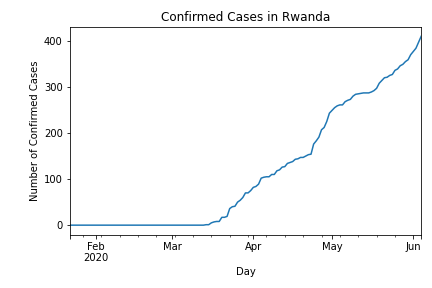 Confirmed Cases in Rwanda
Number of Confirmed Cases
400
300
200
100
0
Feb Mar Apr May Jun
2020
Day